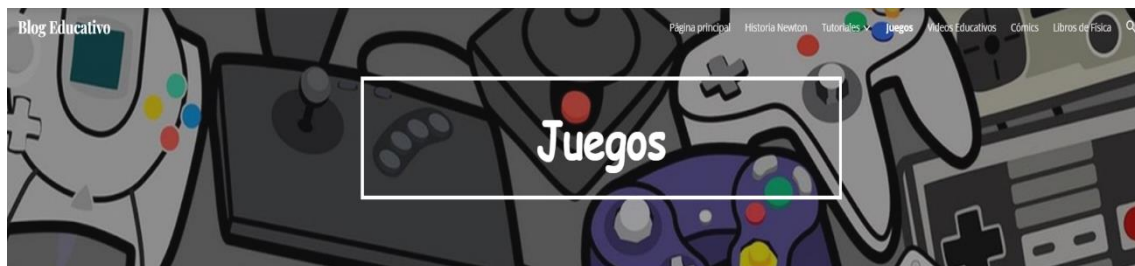 Blog Educativo
Página principal Historia Newton Tutoriales Juegos Videos Educativos Cómics Libros de Física
Juegos